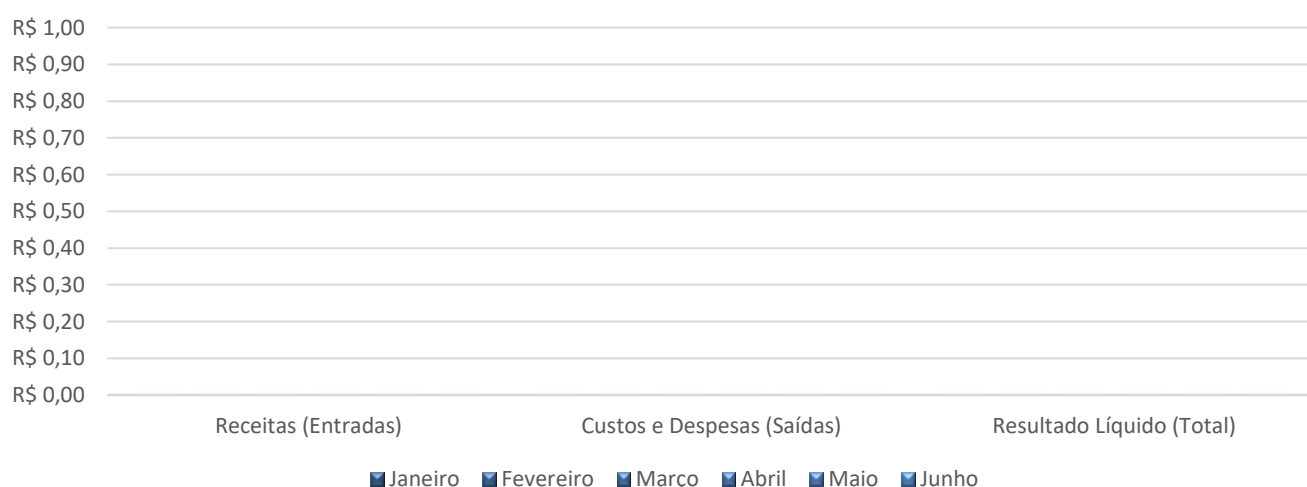 R$ 1,00
R$ 0,90
R$ 0,80
R$ 0,70
R$ 0,60
R$ 0,50
R$ 0,40
R$ 0,30
R$ 0,20
R$ 0,10
R$ 0,00
Receitas (Entradas) Custos e Despesas (Saídas) Resultado Líquido (Total)
Janeiro Fevereiro Março Abril Maio Junho